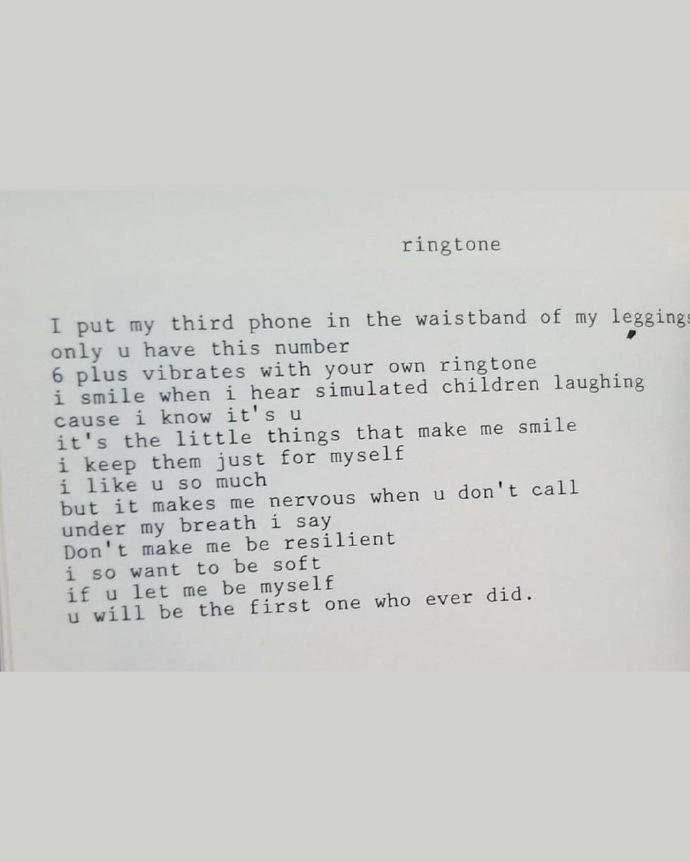 ringtone
I put my third phone in the waistband of my leggings
only u have this number
6 plus vibrates with your own ringtone
i smile when i hear simulated children laughing
cause i know it's u
it's the little things that make me smile
i keep them just for myself
i like u so much
but it makes me nervous when u don't call
under my breath i say
Don't make me be resilient
i so want to be soft
if u let me be myself
u will be the first one who ever did.